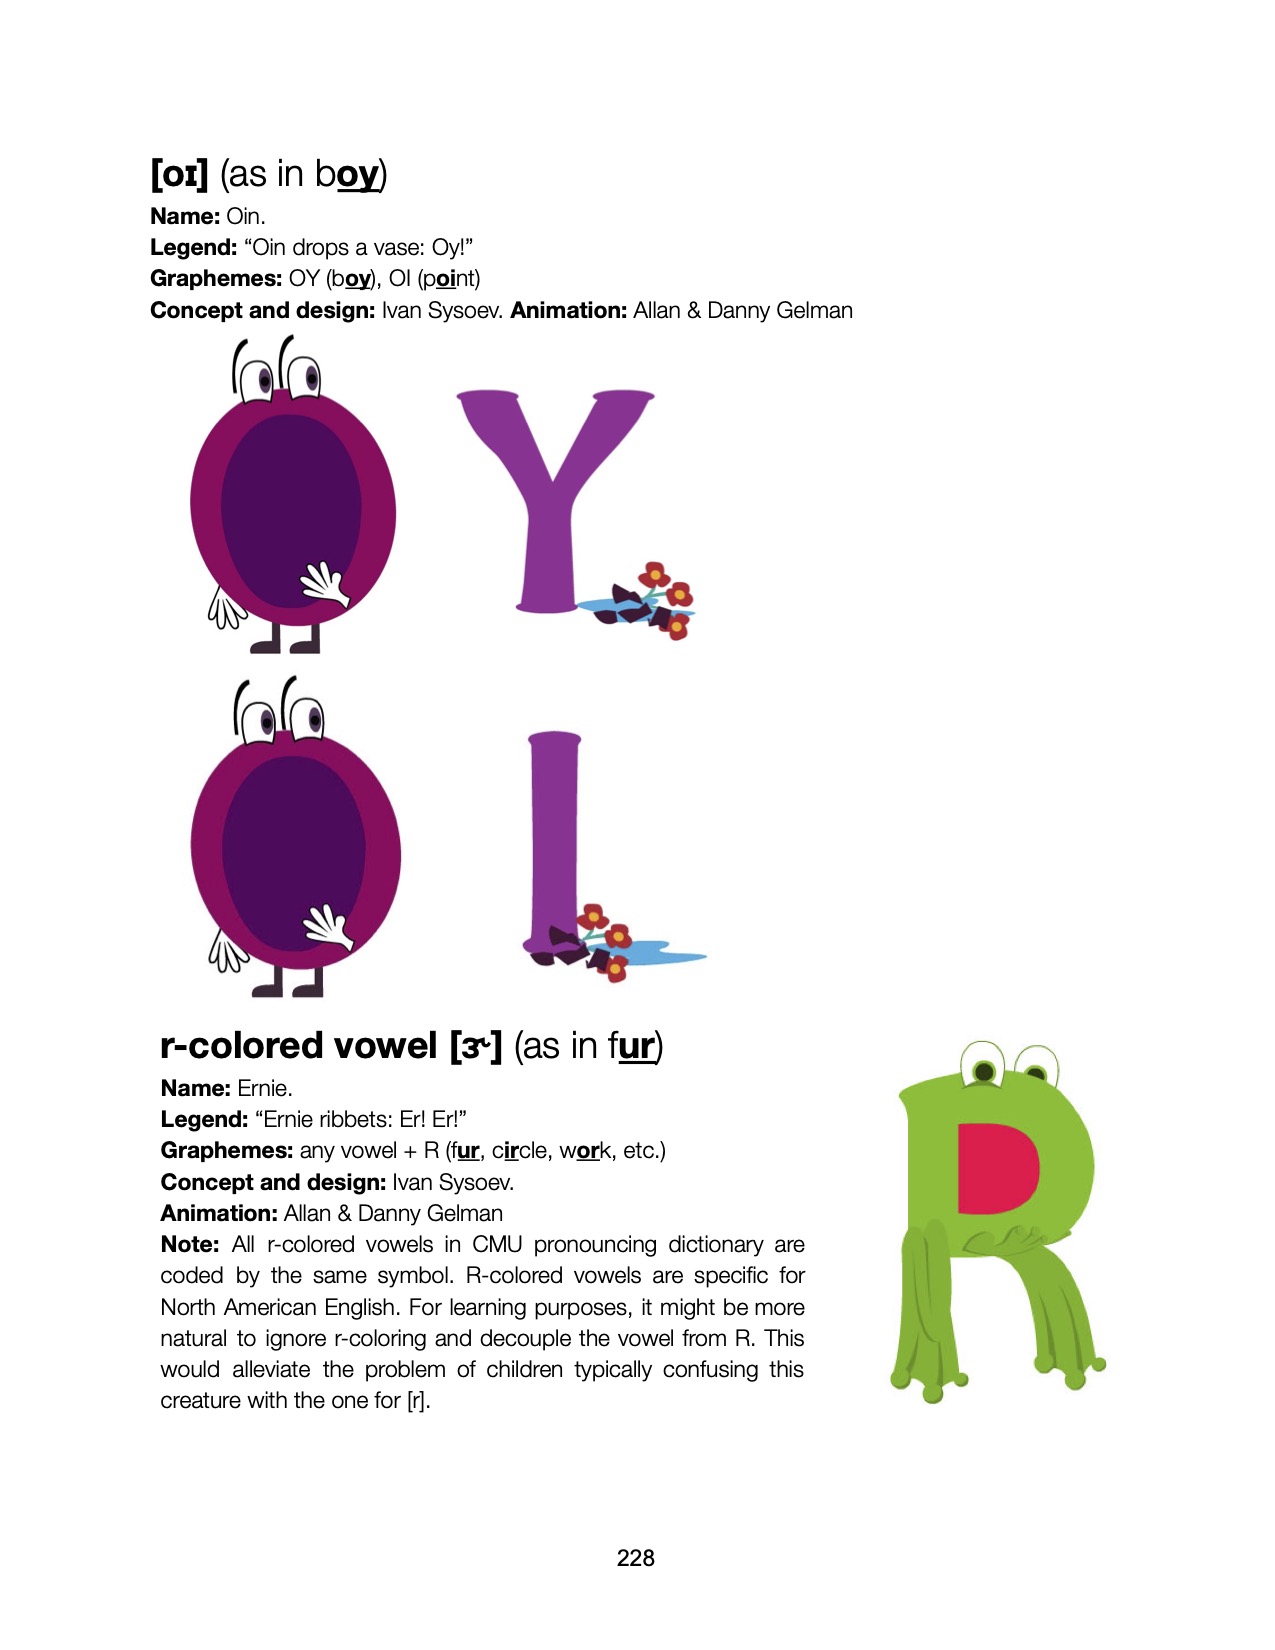 [oɪ] (as in boy)
Name: Oin.
Legend: “Oin drops a vase: Oy!”
Graphemes: OY (boy), OI (point)
Concept and design: Ivan Sysoev. Animation: Allan & Danny Gelman
O Y
O I
r-colored vowel [ɝ] (as in fur)
Name: Ernie.
Legend: “Ernie ribbets: Er! Er!”
Graphemes: any vowel + R (fur, circle, work, etc.)
Concept and design: Ivan Sysoev.
Animation: Allan & Danny Gelman
Note: All r-colored vowels in CMU pronouncing dictionary are
coded by the same symbol. R-colored vowels are specific for
North American English. For learning purposes, it might be more
natural to ignore r-coloring and decouple the vowel from R. This
would alleviate the problem of children typically confusing this
creature with the one for [r].
R
228